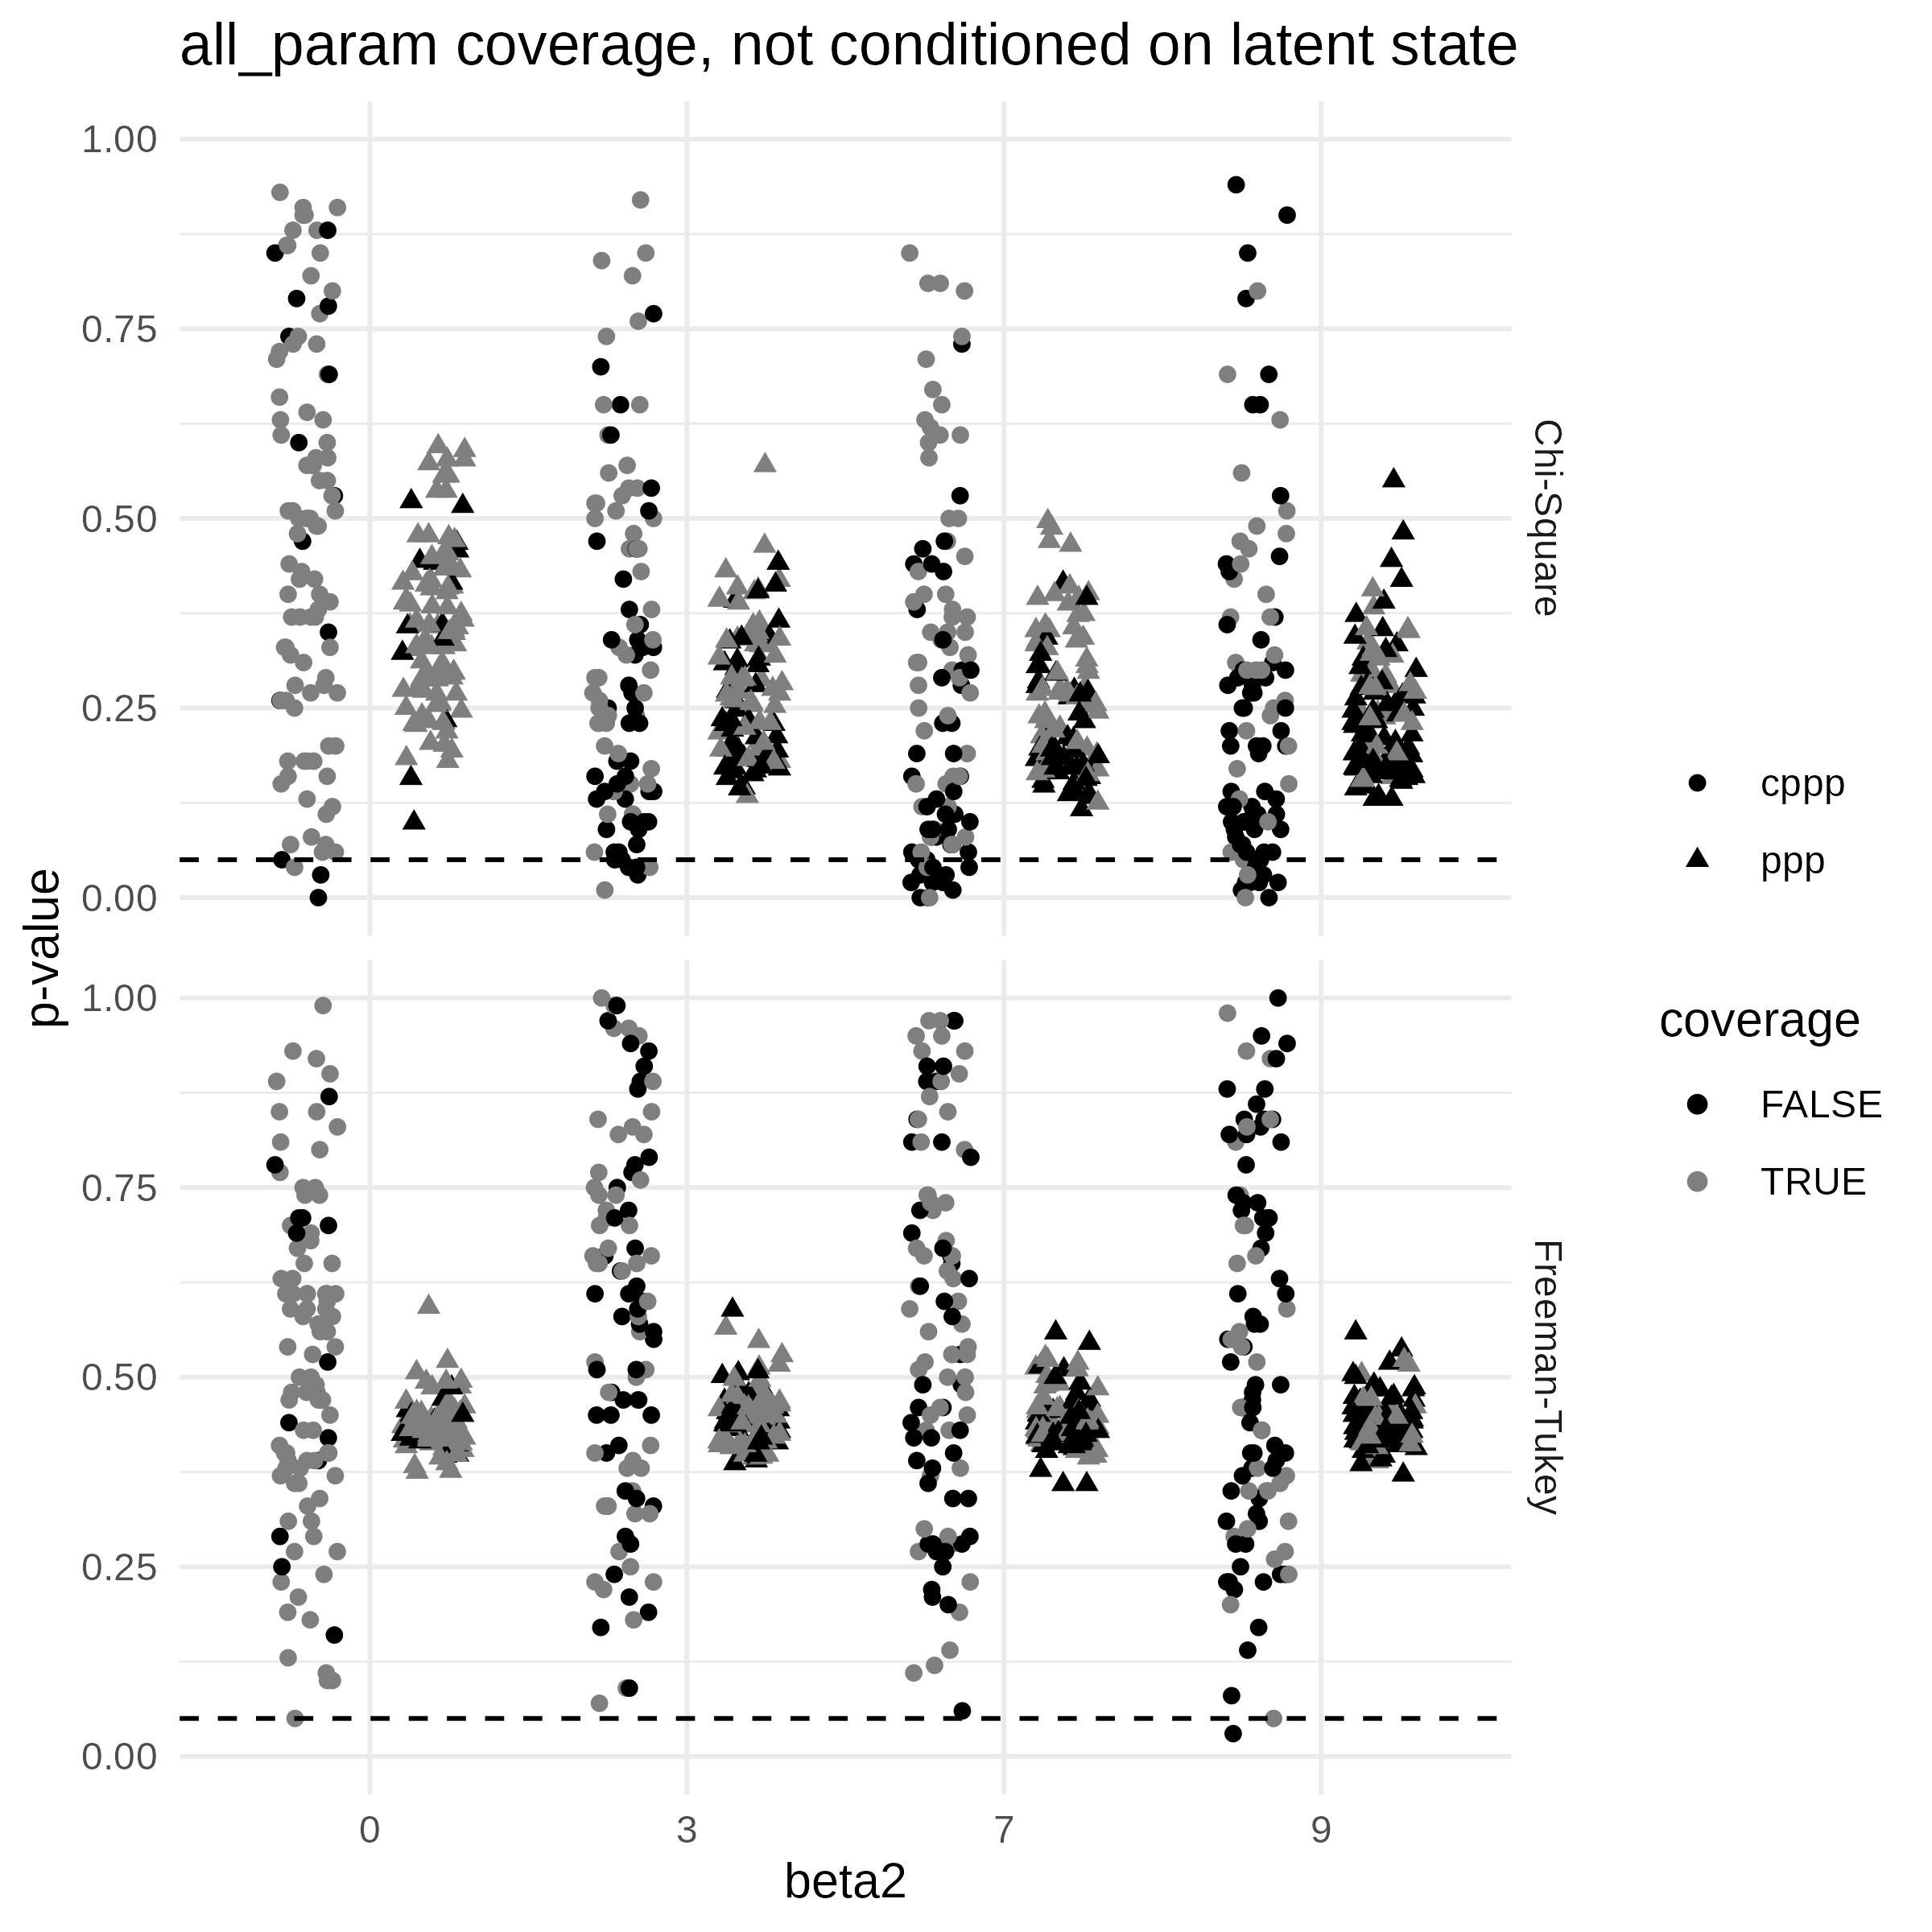 all_param coverage, not conditioned on latent state
1.00
0.75
0.50
0.25
0.00
Chi-Square
1.00
0.75
0.50
0.25
0.00
Freeman-Tukey
p-value
0 3 7 9
beta2
cppp
ppp
coverage
FALSE
TRUE